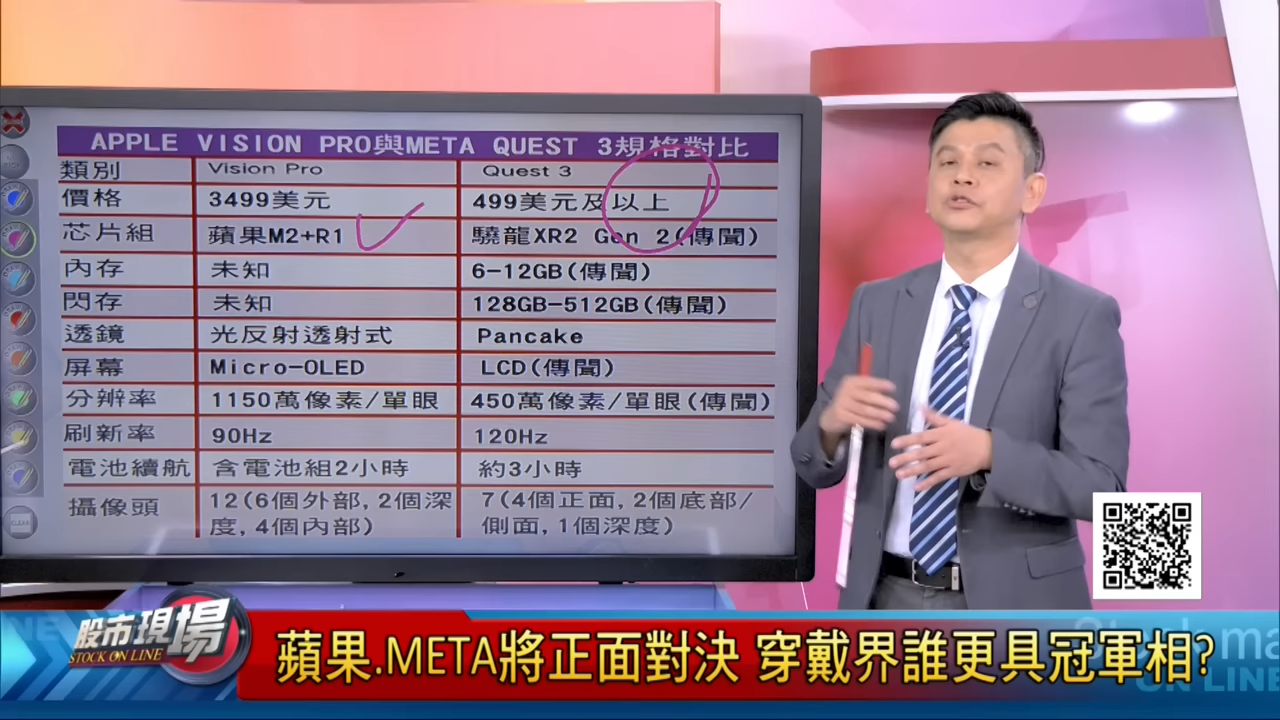 APPLE VISION PRO與META QUEST 3規格對比
類別 Vision Pro Quest 3
價格 3499美元 499美元及以上
芯片組 蘋果M2+R1 驍龍XR2 Gen 2(傳聞)
內存 未知 6-12GB(傳聞)
閃存 未知 128GB-512GB(傳聞)
透鏡 光反射透射式 Pancake
屏幕 Micro-OLED LCD(傳聞)
分辨率 1150萬像素/單眼 450萬像素/單眼(傳聞)
刷新率 90Hz 120Hz
電池續航 含電池組2小時 約3小時
攝像頭 12(6個外部,2個深度,4個內部) 7(4個正面,2個底部/側面,1個深度)
股市現場
STOCK ON LINE
蘋果.META將正面對決 穿戴界誰更具冠軍相?
ON LINE